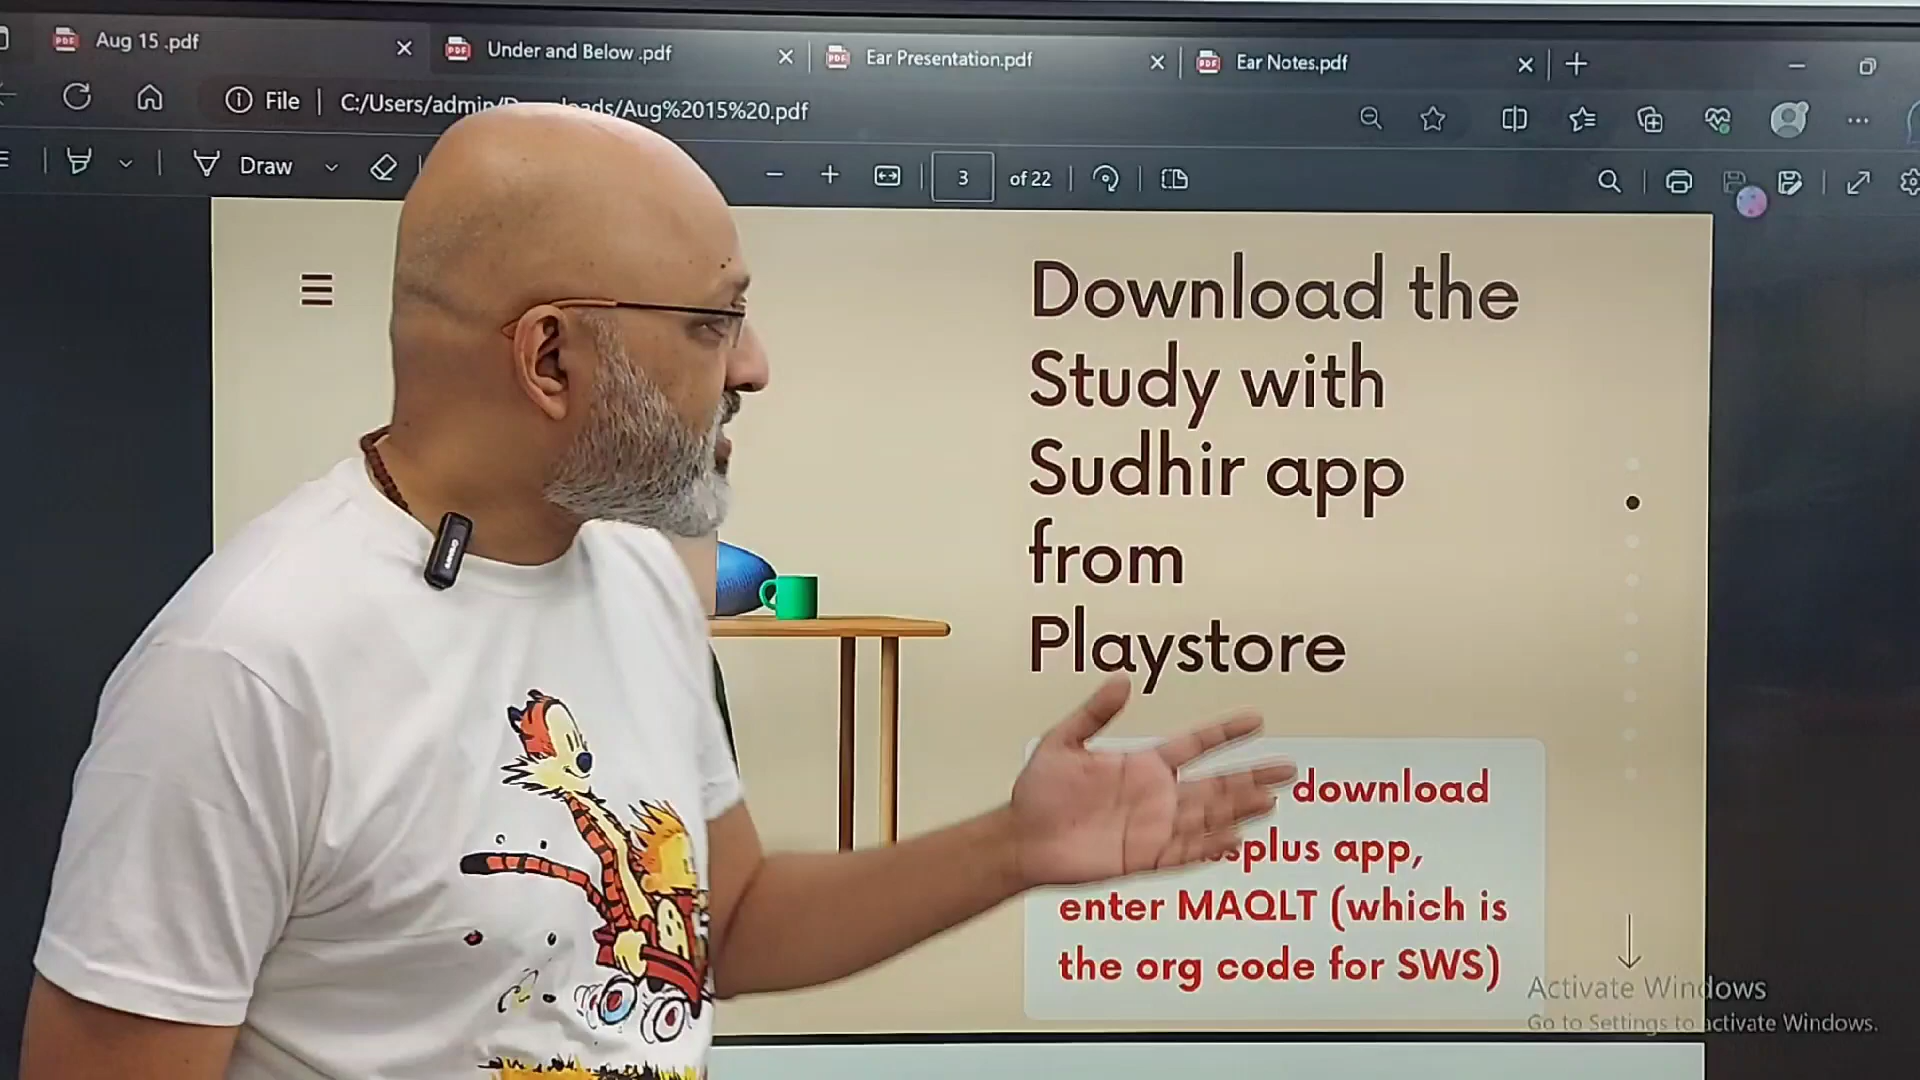 Aug 15 .pdf
Under and Below .pdf
Ear Presentation.pdf
Ear Notes.pdf
File
C:/Users/admin/ ds/Aug%2015%20.pdf
Draw
3
of 22
Download the
Study with
Sudhir app
from
Playstore
download
splus app,
enter MAQLT (which is
the org code for SWS)
Activate Windows
Go to Settings to activate Windows.